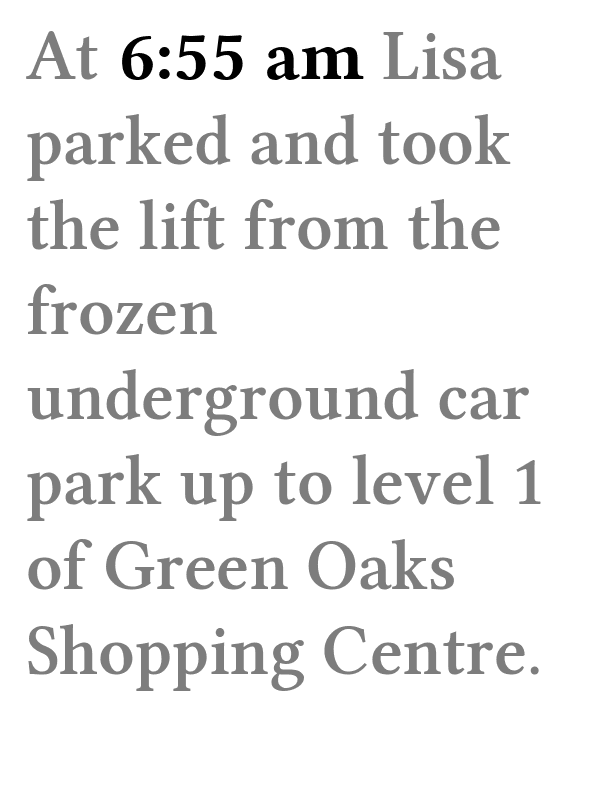 At 6:55 am Lisa
parked and took
the lift from the
frozen
underground car
park up to level 1
of Green Oaks
Shopping Centre.